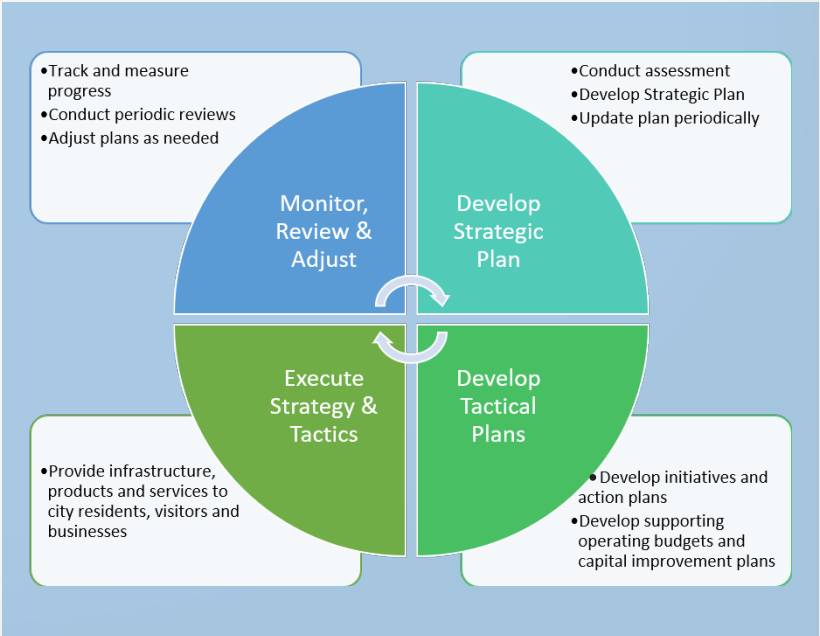 •Track and measure
progress
•Conduct periodic reviews
•Adjust plans as needed
•Conduct assessment
•Develop Strategic Plan
•Update plan periodically
Monitor,
Review &
Adjust
Develop
Strategic
Plan
Execute
Strategy &
Tactics
Develop
Tactical
Plans
•Provide infrastructure,
products and services to
city residents, visitors and
businesses
•Develop initiatives and
action plans
•Develop supporting
operating budgets and
capital improvement plans